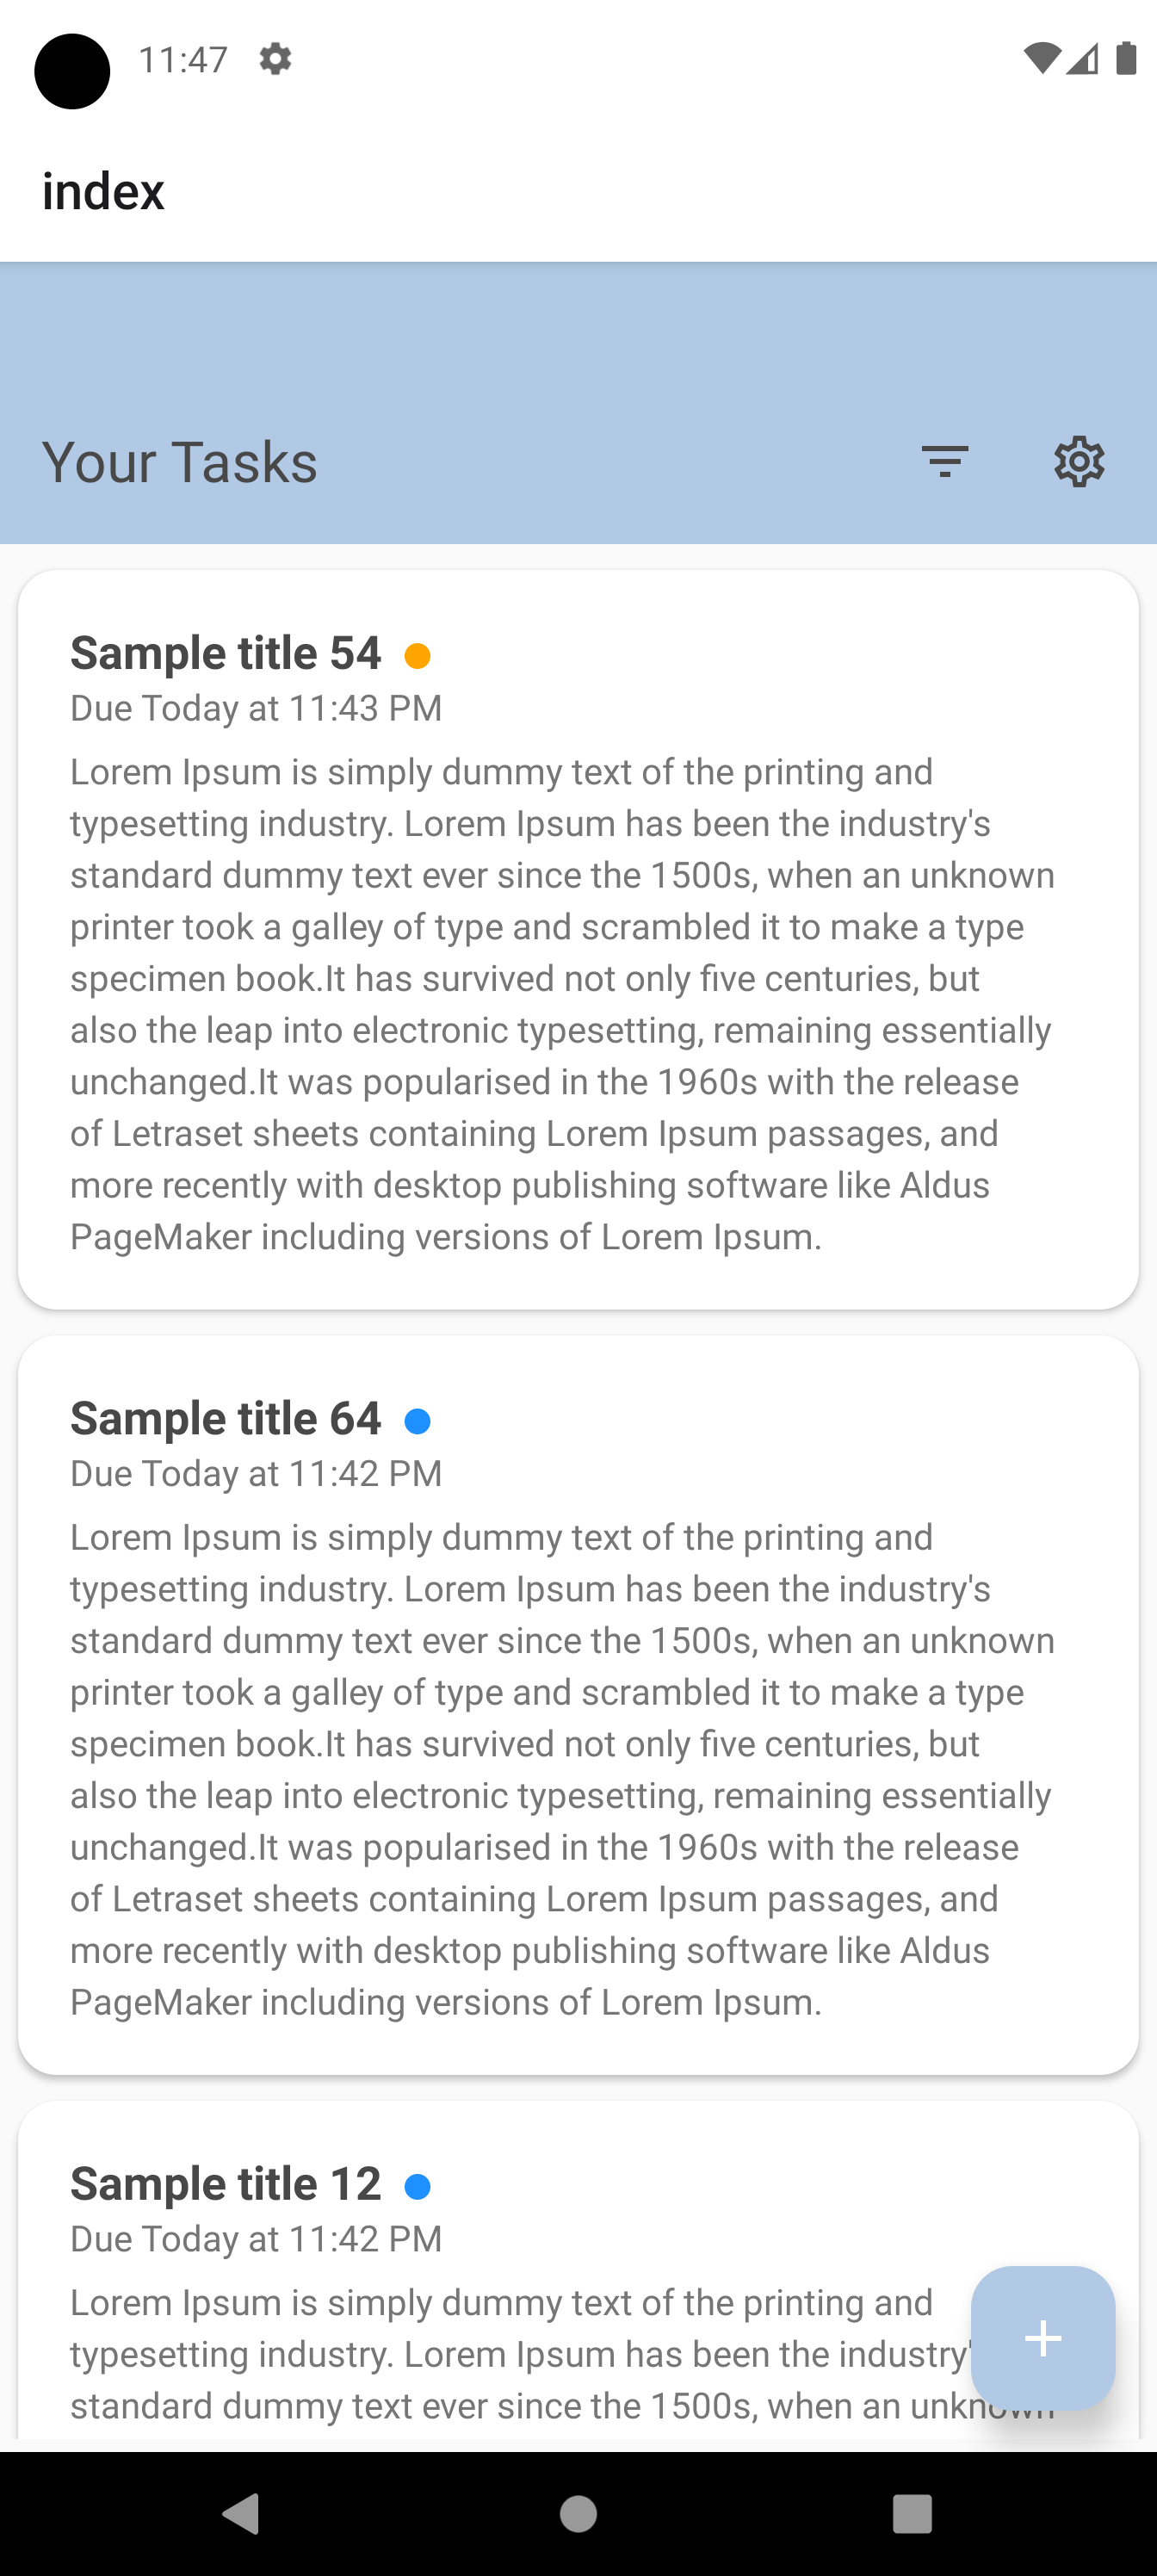 11:47
index
Your Tasks
Sample title 54
Due Today at 11:43 PM
Lorem Ipsum is simply dummy text of the printing and
typesetting industry. Lorem Ipsum has been the industry's
standard dummy text ever since the 1500s, when an unknown
printer took a galley of type and scrambled it to make a type
specimen book.It has survived not only five centuries, but
also the leap into electronic typesetting, remaining essentially
unchanged.It was popularised in the 1960s with the release
of Letraset sheets containing Lorem Ipsum passages, and
more recently with desktop publishing software like Aldus
PageMaker including versions of Lorem Ipsum.
Sample title 64
Due Today at 11:42 PM
Lorem Ipsum is simply dummy text of the printing and
typesetting industry. Lorem Ipsum has been the industry's
standard dummy text ever since the 1500s, when an unknown
printer took a galley of type and scrambled it to make a type
specimen book.It has survived not only five centuries, but
also the leap into electronic typesetting, remaining essentially
unchanged.It was popularised in the 1960s with the release
of Letraset sheets containing Lorem Ipsum passages, and
more recently with desktop publishing software like Aldus
PageMaker including versions of Lorem Ipsum.
Sample title 12
Due Today at 11:42 PM
Lorem Ipsum is simply dummy text of the printing and
typesetting industry. Lorem Ipsum has been the industry'
standard dummy text ever since the 1500s, when an unknown